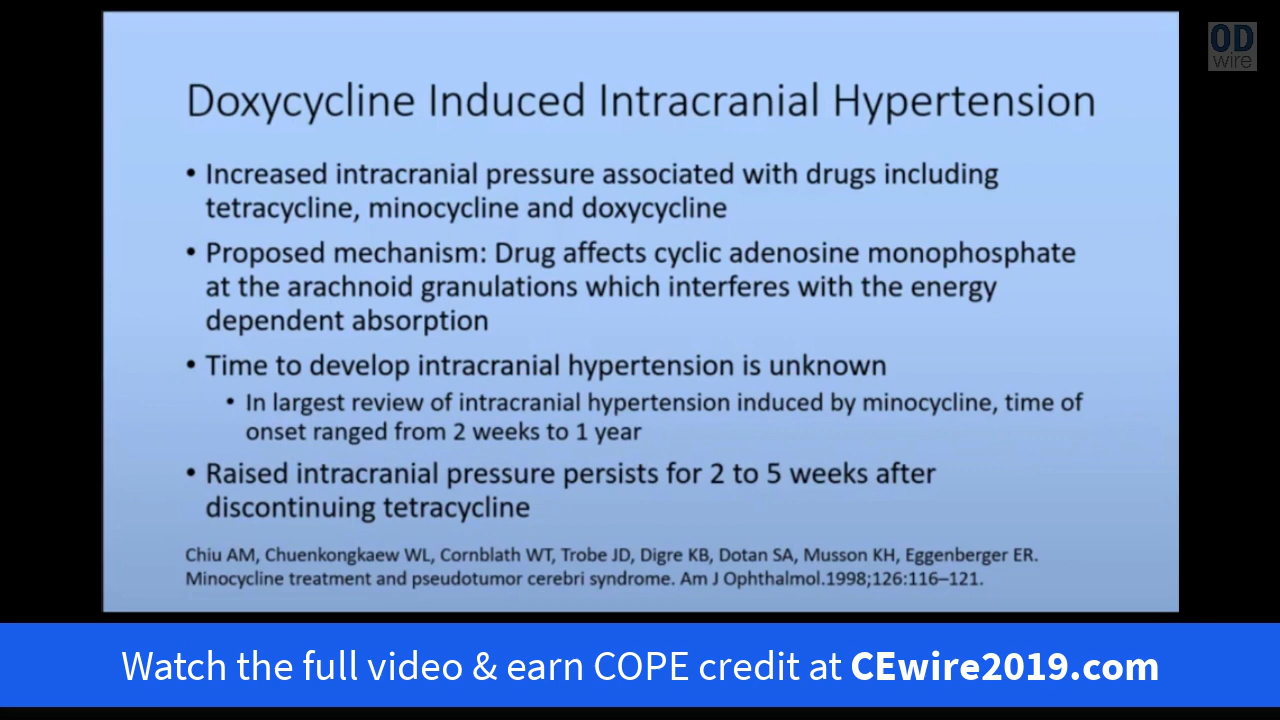 OD
wire
Doxycycline Induced Intracranial Hypertension
• Increased intracranial pressure associated with drugs including
tetracycline, minocycline and doxycycline
• Proposed mechanism: Drug affects cyclic adenosine monophosphate
at the arachnoid granulations which interferes with the energy
dependent absorption
• Time to develop intracranial hypertension is unknown
• In largest review of intracranial hypertension induced by minocycline, time of
onset ranged from 2 weeks to 1 year
• Raised intracranial pressure persists for 2 to 5 weeks after
discontinuing tetracycline
Chiu AM, Chuenkongkaew WL, Cornblath WT, Trobe JD, Digre KB, Dotan SA, Musson KH, Eggenberger ER.
Minocycline treatment and pseudotumor cerebri syndrome. Am J Ophthalmol.1998;126:116–121.
Watch the full video & earn COPE credit at CEwire2019.com